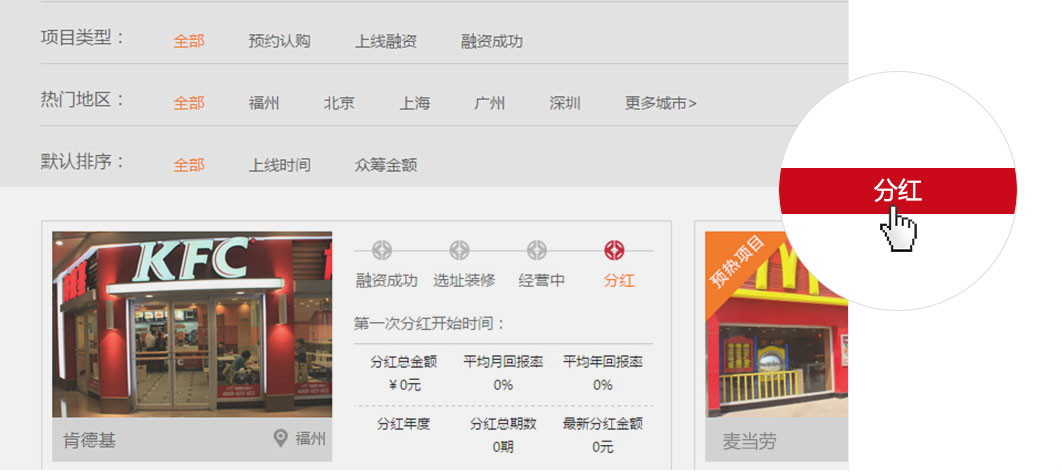 项目类型： 全部 预约认购 上线融资 融资成功
热门地区： 全部 福州 北京 上海 广州 深圳 更多城市>
默认排序： 全部 上线时间 众筹金额
分红
KFC
融资成功 选址装修 经营中 分红
第一次分红开始时间：
分红总金额 平均月回报率 平均年回报率
¥ 0元 0% 0%
分红年度 分红总期数 最新分红金额
0期 0元
肯德基 福州
预热项目
麦当劳